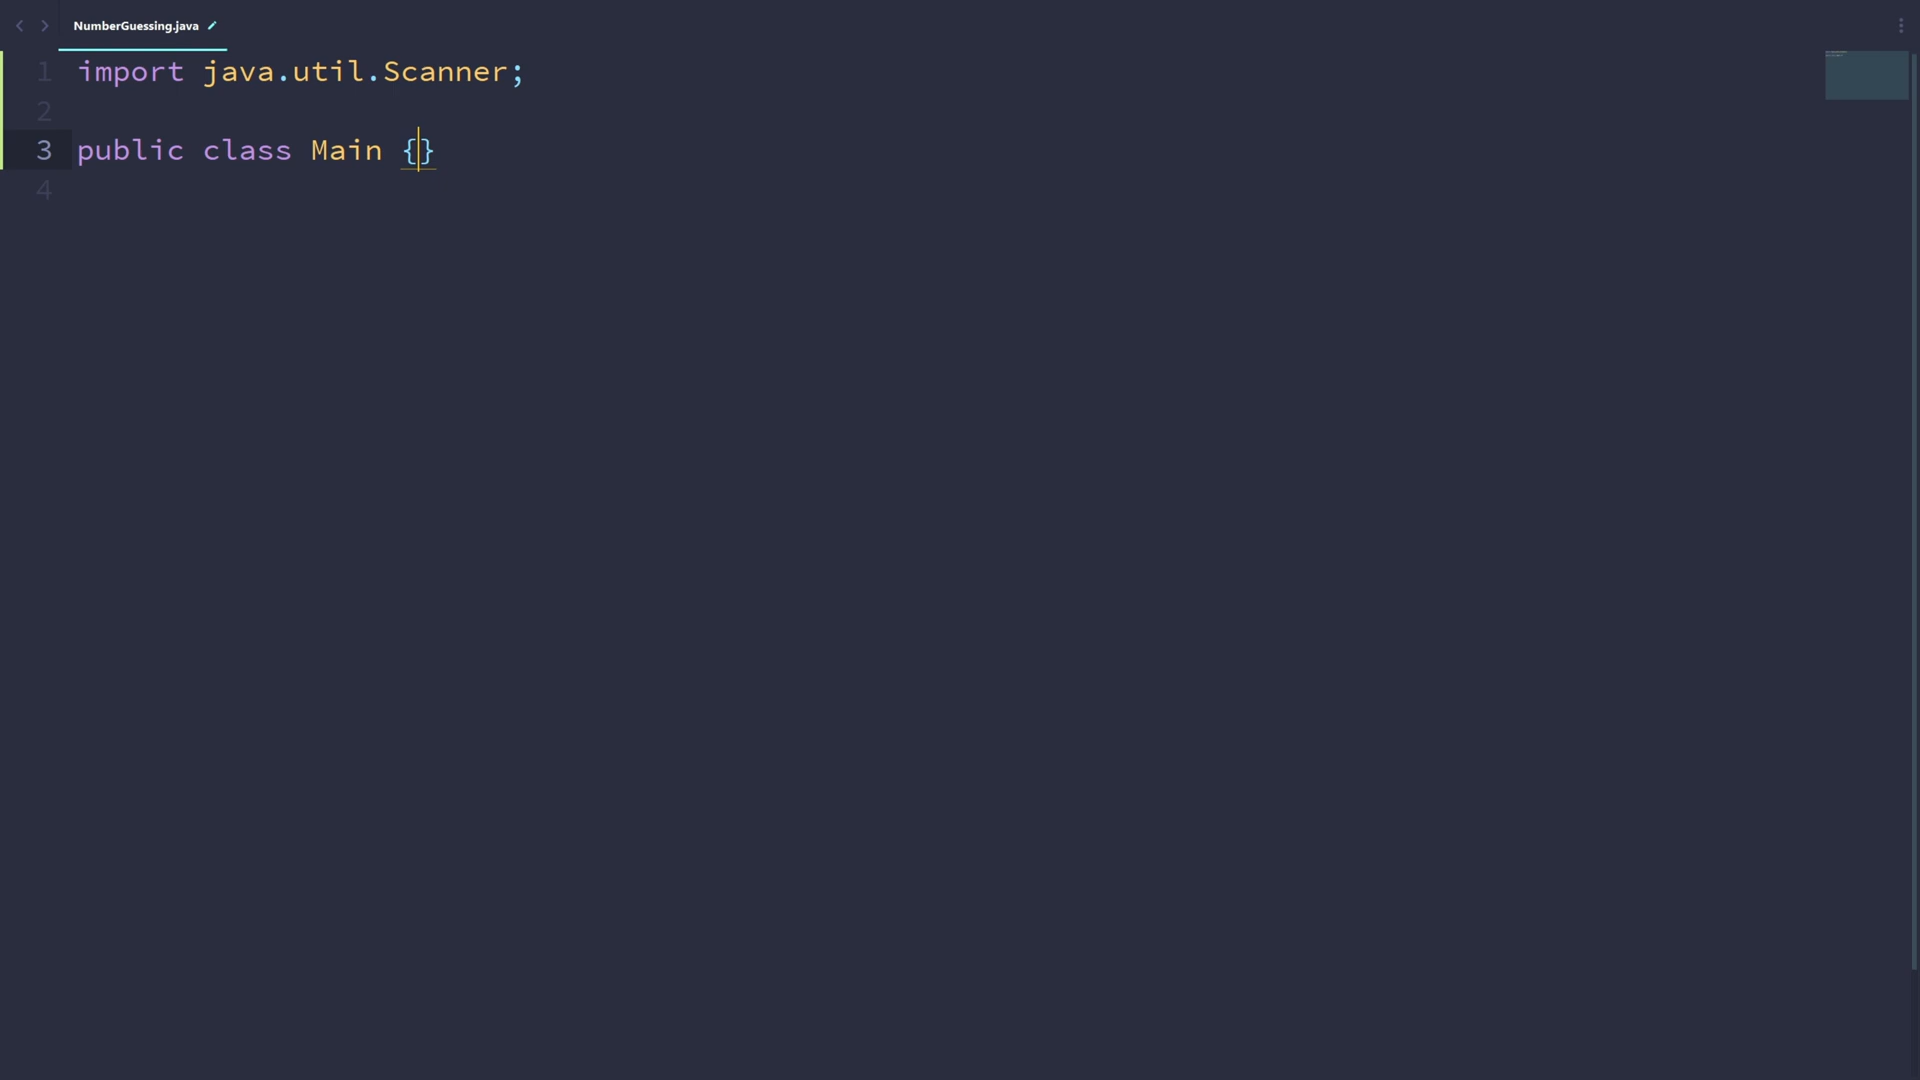 NumberGuessing.java
1 import java.util.Scanner;
2
3 public class Main {}
4